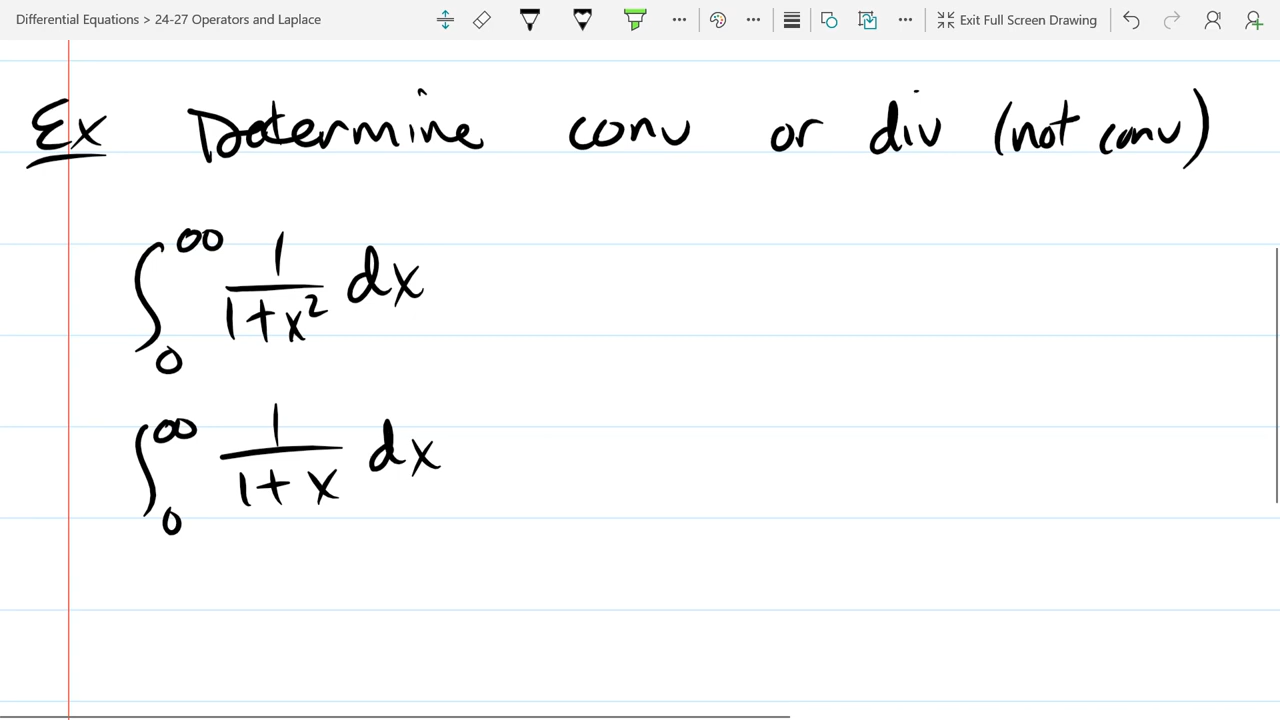 Differential Equations > 24-27 Operators and Laplace
Exit Full Screen Drawing
Ex Determine conv or div (not conv)
∫₀^∞ 1/(1+x²) dx
∫₀^∞ 1/(1+x) dx